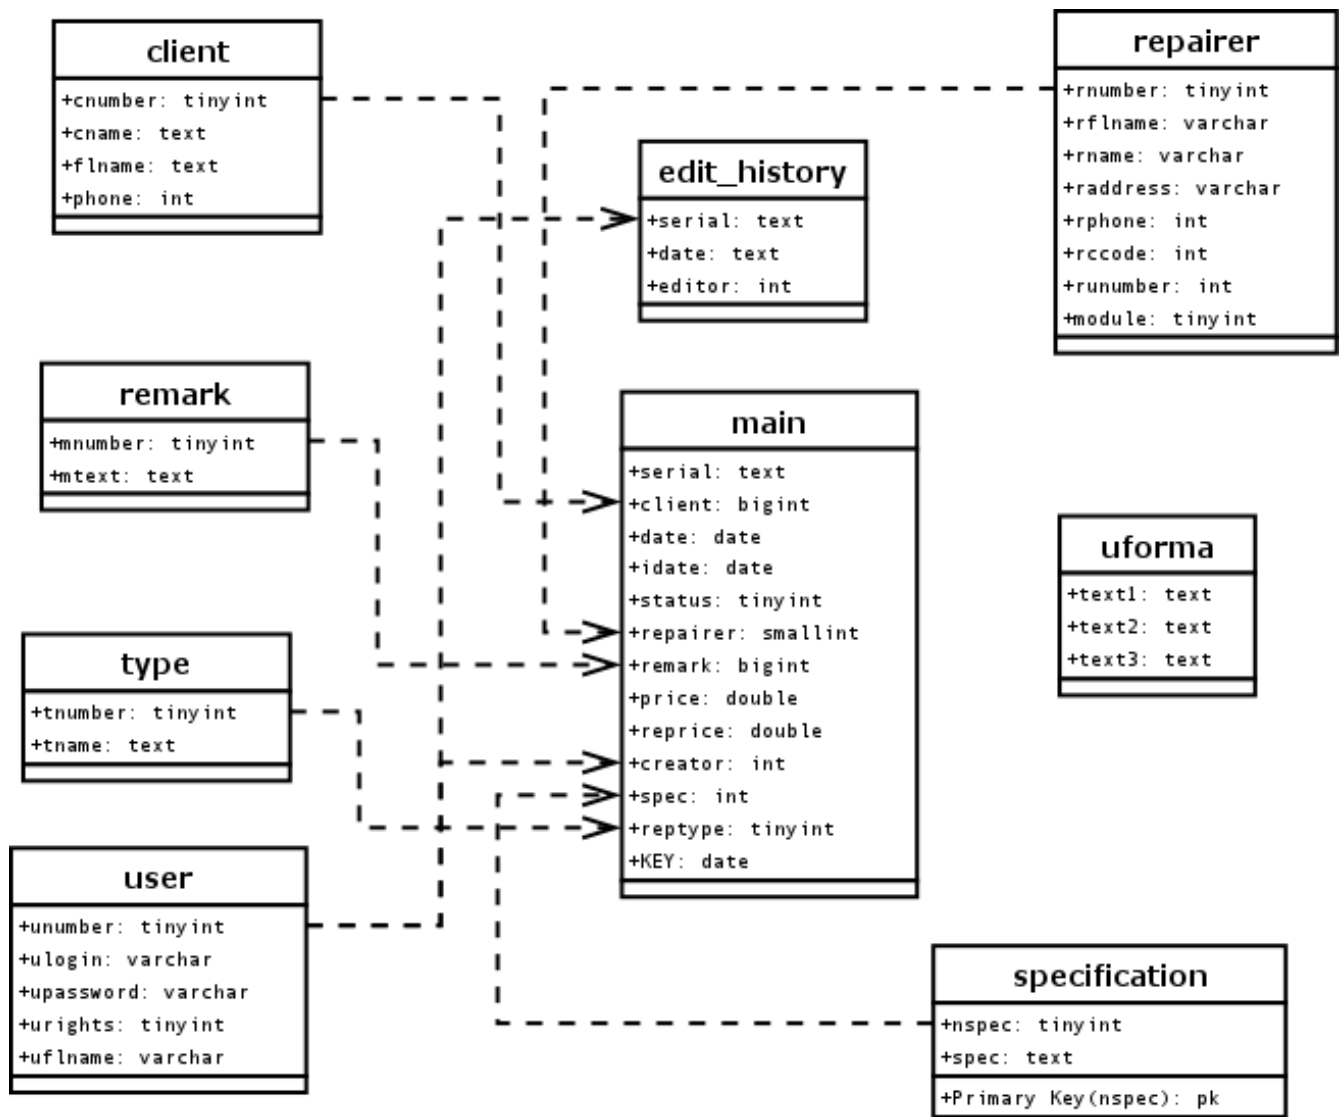 client
+cnumber: tinyint
+cname: text
+flname: text
+phone: int
repairer
+rnumber: tinyint
+rflname: varchar
+rname: varchar
+raddress: varchar
+rphone: int
+rccode: int
+runumber: int
+module: tinyint
edit_history
+serial: text
+date: text
+editor: int
remark
+mnumber: tinyint
+mtext: text
main
+serial: text
+client: bigint
+date: date
+idate: date
+status: tinyint
+repairer: smallint
+remark: bigint
+price: double
+reprice: double
+creator: int
+spec: int
+reptype: tinyint
+KEY: date
uforma
+text1: text
+text2: text
+text3: text
type
+tnumber: tinyint
+tname: text
user
+unumber: tinyint
+ulogin: varchar
+upassword: varchar
+urights: tinyint
+uflname: varchar
specification
+nspec: tinyint
+spec: text
+Primary Key(nspec): pk